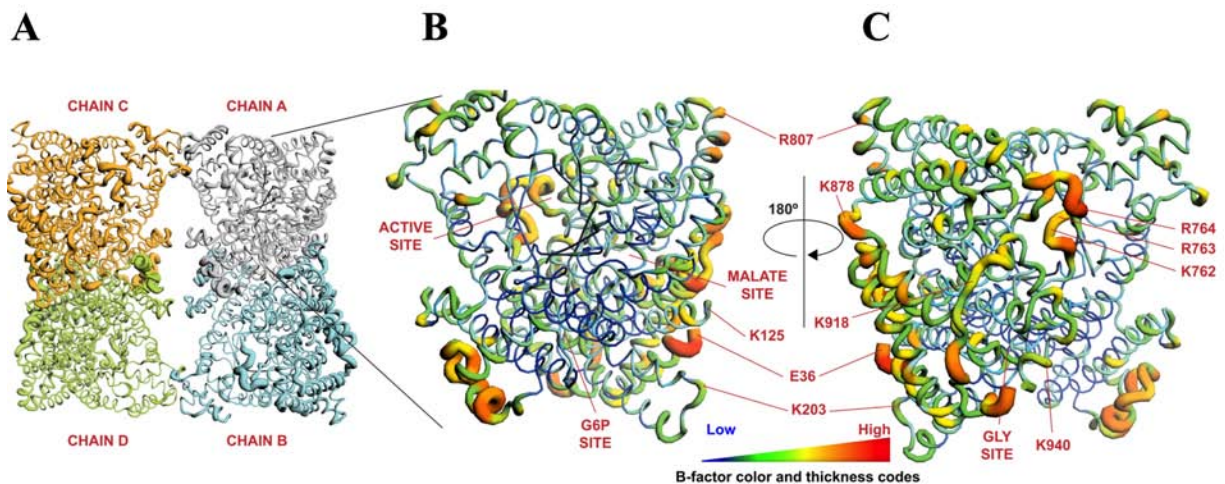 A
B
C
CHAIN C
CHAIN A
CHAIN D
CHAIN B
ACTIVE
SITE
MALATE
SITE
K125
E36
K203
G6P
SITE
R807
180º
K878
K918
R764
R763
K762
GLY
SITE
K940
Low
High
B-factor color and thickness codes